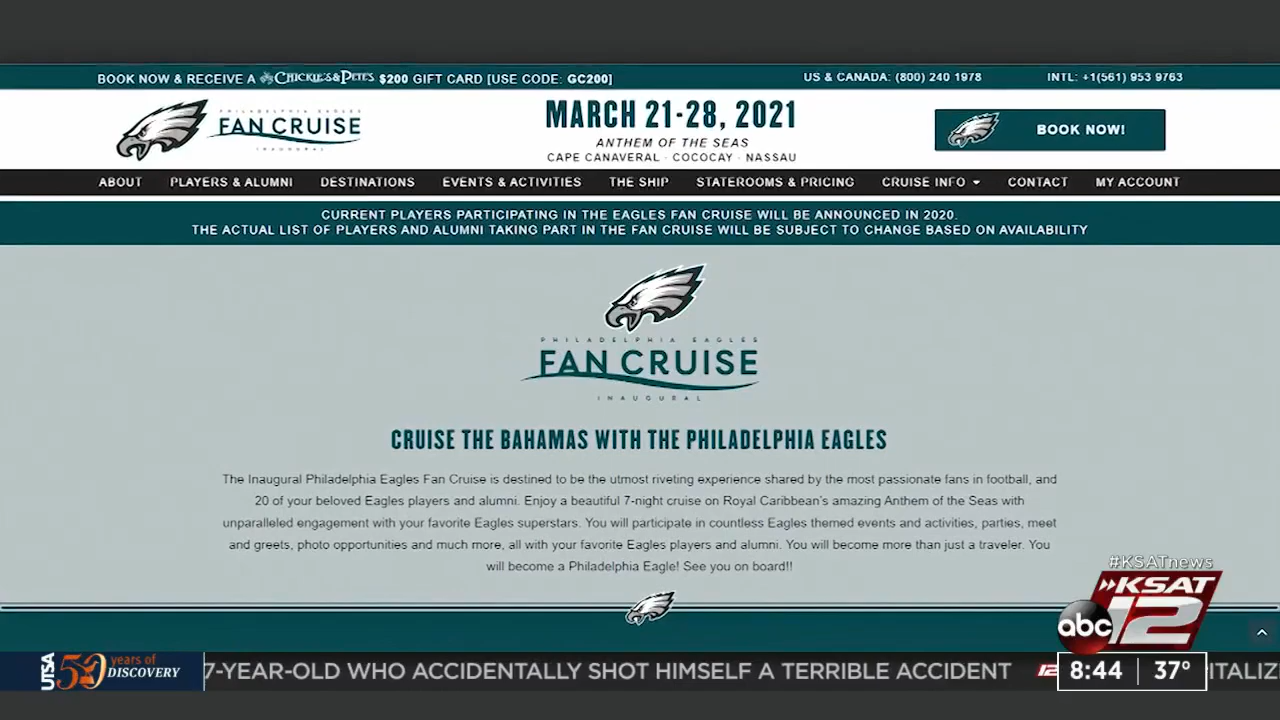 BOOK NOW & RECEIVE A CHICKIE'S & PETE'S $200 GIFT CARD [USE CODE: GC200]
US & CANADA: (800) 240 1978
INTL: +1(561) 953 9763
PHILADELPHIA EAGLES
FAN CRUISE
INAUGURAL
MARCH 21-28, 2021
ANTHEM OF THE SEAS
CAPE CANAVERAL · COCOCAY · NASSAU
BOOK NOW!
ABOUT PLAYERS & ALUMNI DESTINATIONS EVENTS & ACTIVITIES THE SHIP STATEROOMS & PRICING CRUISE INFO CONTACT MY ACCOUNT
CURRENT PLAYERS PARTICIPATING IN THE EAGLES FAN CRUISE WILL BE ANNOUNCED IN 2020.
THE ACTUAL LIST OF PLAYERS AND ALUMNI TAKING PART IN THE FAN CRUISE WILL BE SUBJECT TO CHANGE BASED ON AVAILABILITY
PHILADELPHIA EAGLES
FAN CRUISE
INAUGURAL
CRUISE THE BAHAMAS WITH THE PHILADELPHIA EAGLES
The Inaugural Philadelphia Eagles Fan Cruise is destined to be the utmost riveting experience shared by the most passionate fans in football, and
20 of your beloved Eagles players and alumni. Enjoy a beautiful 7-night cruise on Royal Caribbean's amazing Anthem of the Seas with
unparalleled engagement with your favorite Eagles superstars. You will participate in countless Eagles themed events and activities, parties, meet
and greets, photo opportunities and much more, all with your favorite Eagles players and alumni. You will become more than just a traveler. You
will become a Philadelphia Eagle! See you on board!!
#KSATnews
KSAT
12
abc
UTSA 50 years of DISCOVERY
7-YEAR-OLD WHO ACCIDENTALLY SHOT HIMSELF A TERRIBLE ACCIDENT 12
8:44 37°
ITALIZ